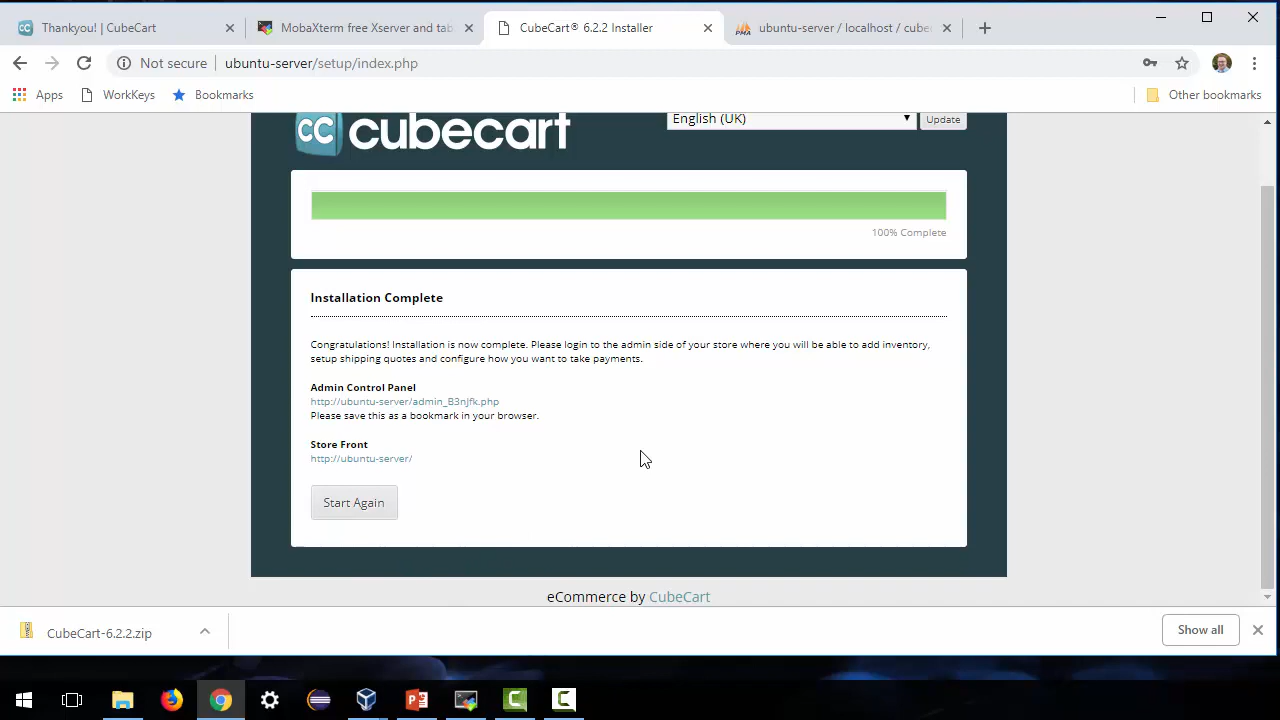 Thankyou! | CubeCart
MobaXterm free Xserver and tab
CubeCart® 6.2.2 Installer
PMA
ubuntu-server / localhost / cube
Not secure
ubuntu-server/setup/index.php
Apps
WorkKeys
Bookmarks
Other bookmarks
cc cubecart
English (UK)
Update
100% Complete
Installation Complete
Congratulations! Installation is now complete. Please login to the admin side of your store where you will be able to add inventory,
setup shipping quotes and configure how you want to take payments.
Admin Control Panel
http://ubuntu-server/admin_B3njfk.php
Please save this as a bookmark in your browser.
Store Front
http://ubuntu-server/
Start Again
eCommerce by CubeCart
CubeCart-6.2.2.zip
Show all